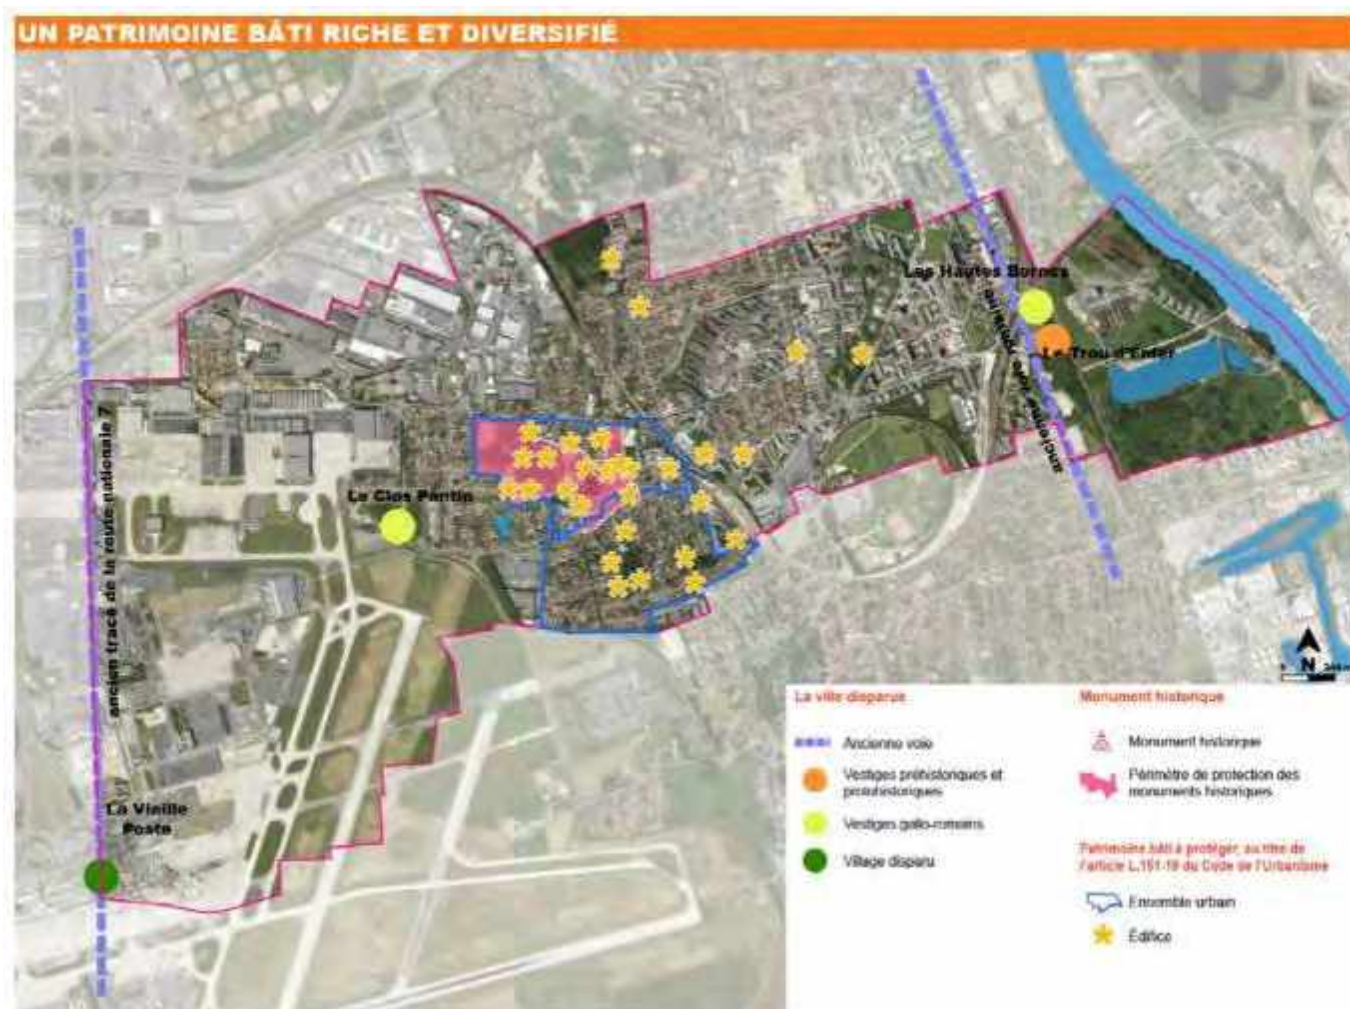 UN PATRIMOINE BÂTI RICHE ET DIVERSIFIÉ
Les Hautes Bornes
Le Trou d'Enfer
ancienne voie romaine
ancien tracé de la route nationale 7
Le Clos Pantin
La Vieille
Poste
N
La ville disparue
Ancienne voie
Vestiges préhistoriques et
protohistoriques
Vestiges gallo-romains
Village disparu
Monument historique
Monument historique
Périmètre de protection des
monuments historiques
Patrimoine bâti à protéger, au titre de
l'article L.151-19 du Code de l'Urbanisme
Ensemble urbain
Édifice